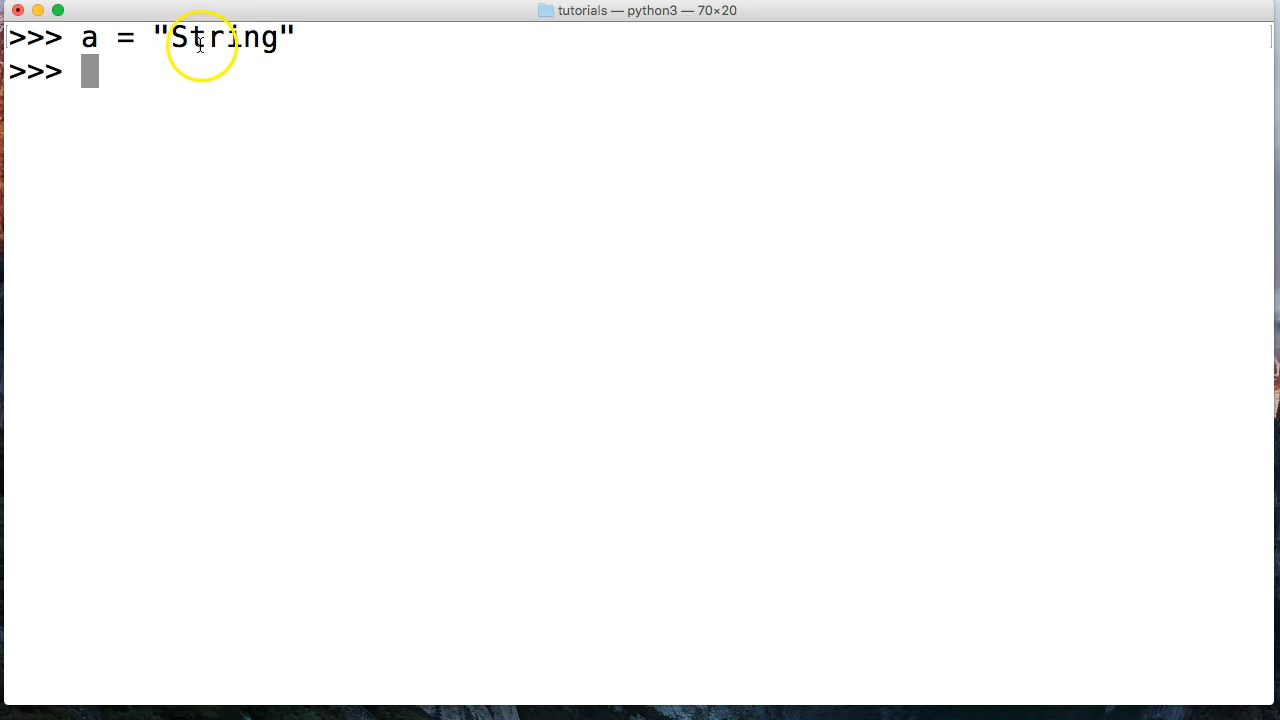 tutorials — python3 — 70×20
>>> a = "String"
>>>